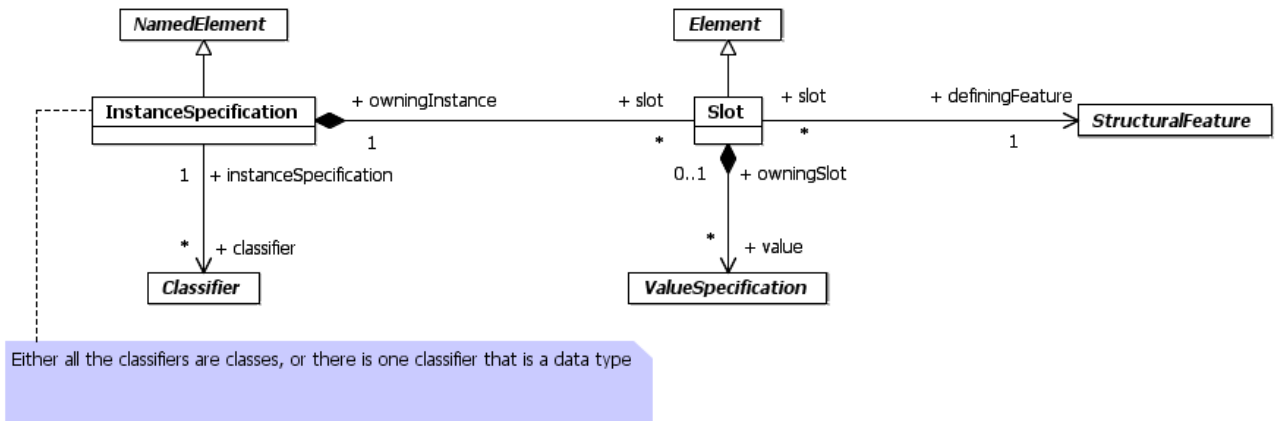 NamedElement
Element
InstanceSpecification
+ owningInstance
+ slot
Slot
+ slot
+ definingFeature
StructuralFeature
1
*
*
1
1
+ instanceSpecification
0..1
+ owningSlot
*
+ classifier
*
+ value
Classifier
ValueSpecification
Either all the classifiers are classes, or there is one classifier that is a data type